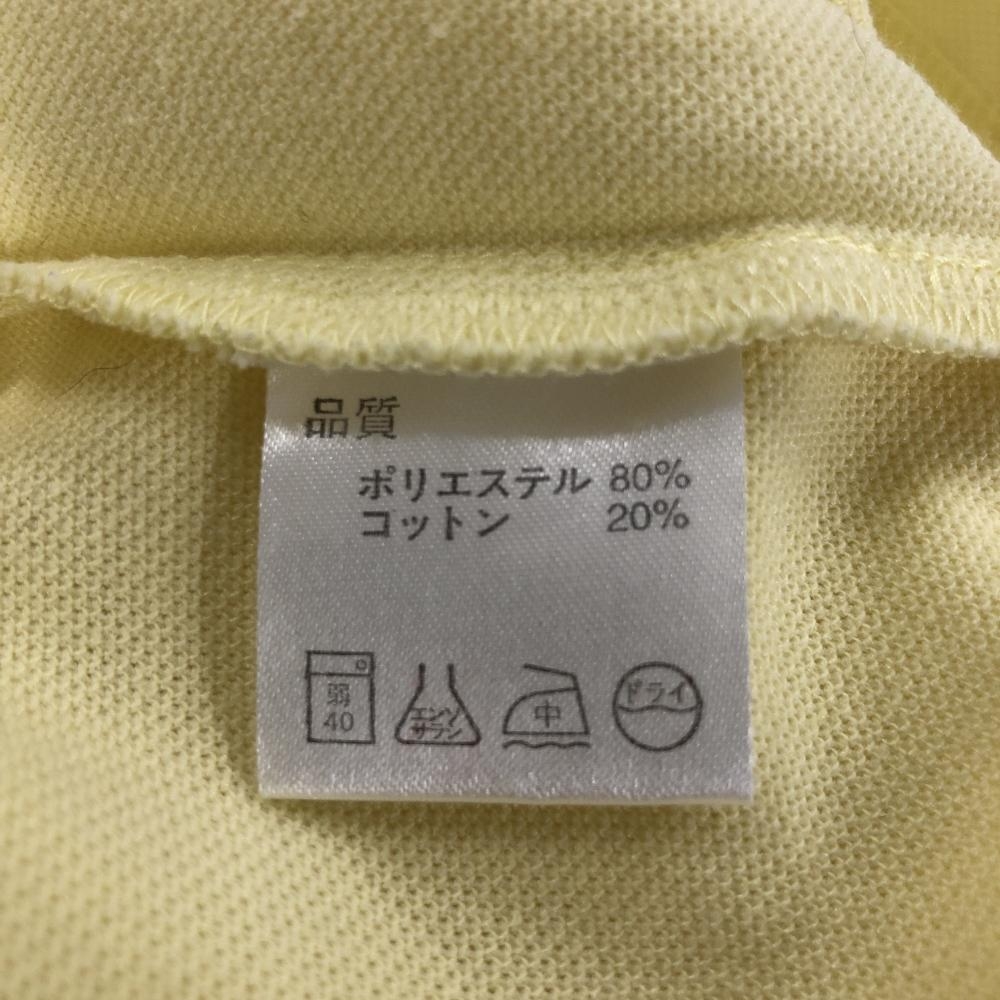 品質
ポリエステル 80%
コットン 20%
弱
40
エンソ
サラシ
中
ドライ